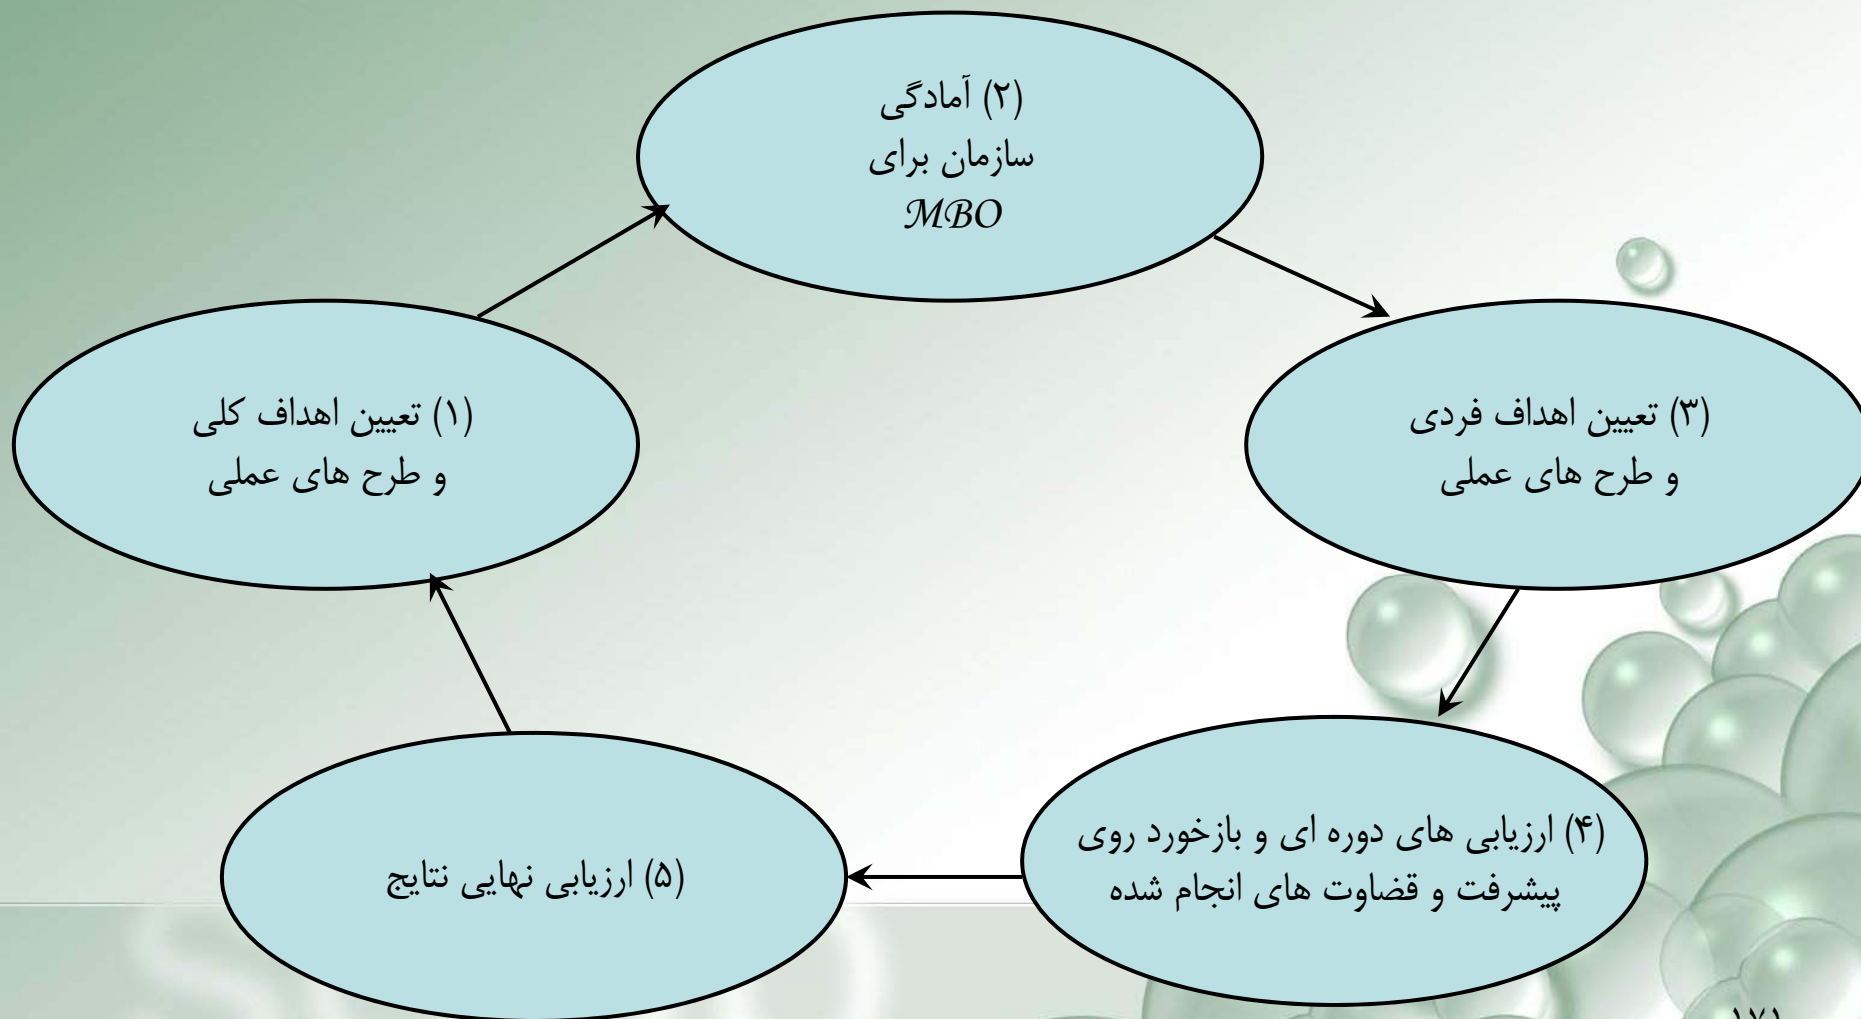 (۲) آمادگی
سازمان برای
MBO
(۱) تعیین اهداف کلی
و طرح های عملی
(۳) تعیین اهداف فردی
و طرح های عملی
(۴) ارزیابی های دوره ای و بازخورد روی
پیشرفت و قضاوت های انجام شده
(۵) ارزیابی نهایی نتایج
۱۷۱